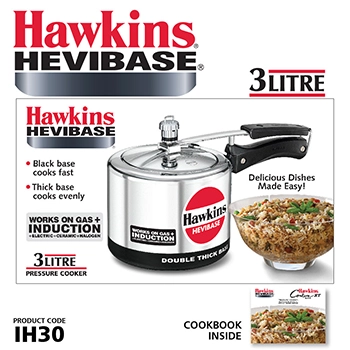 Hawkins
HEVIBASE®
3 LITRE
Hawkins
HEVIBASE
• Black base
cooks fast
• Thick base
cooks evenly
WORKS ON GAS +
INDUCTION
+ELECTRIC+CERAMIC+HALOGEN
3 LITRE
PRESSURE COOKER
Hawkins
HEVIBASE
WORKS ON GAS +
INDUCTION
DOUBLE THICK BASE
Delicious Dishes
Made Easy!
PRODUCT CODE
IH30
COOKBOOK
INSIDE
Hawkins
Hawkins